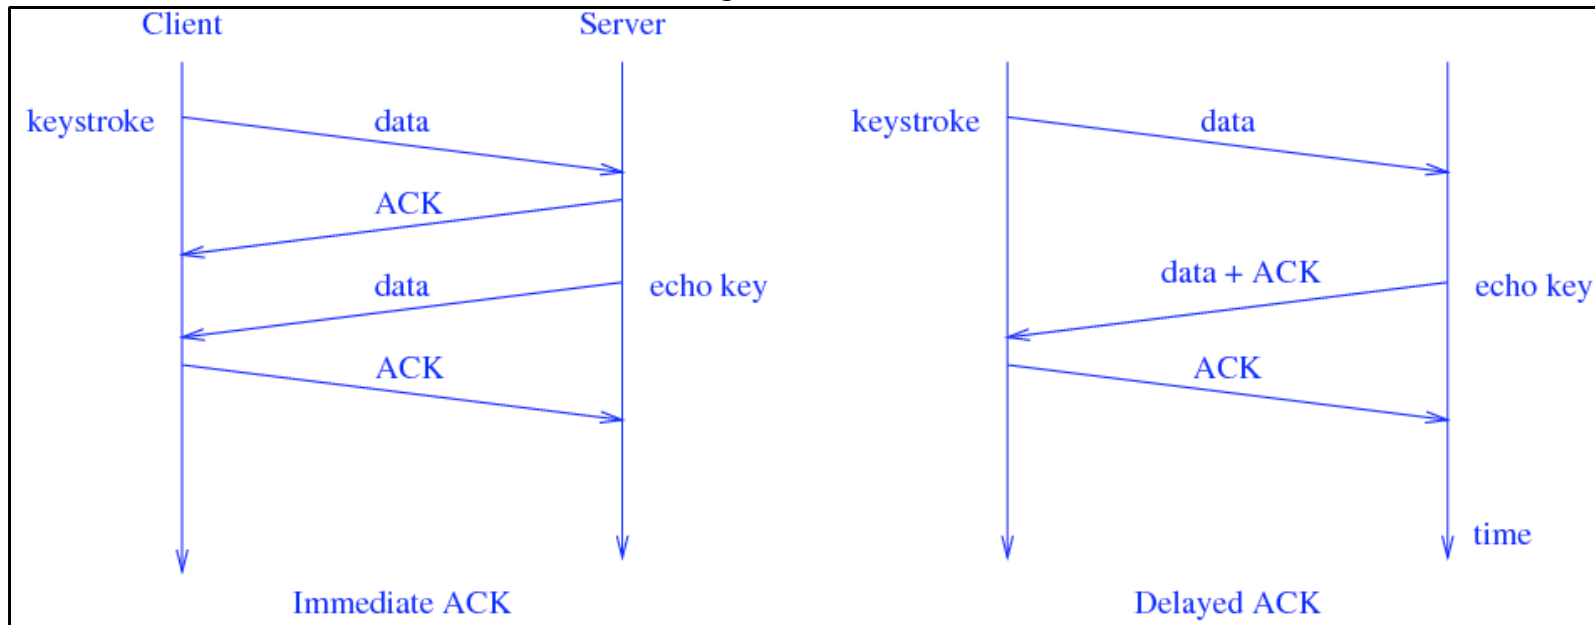 Client
Server
keystroke
data
ACK
data
echo key
ACK
Immediate ACK
keystroke
data
data + ACK
echo key
ACK
time
Delayed ACK